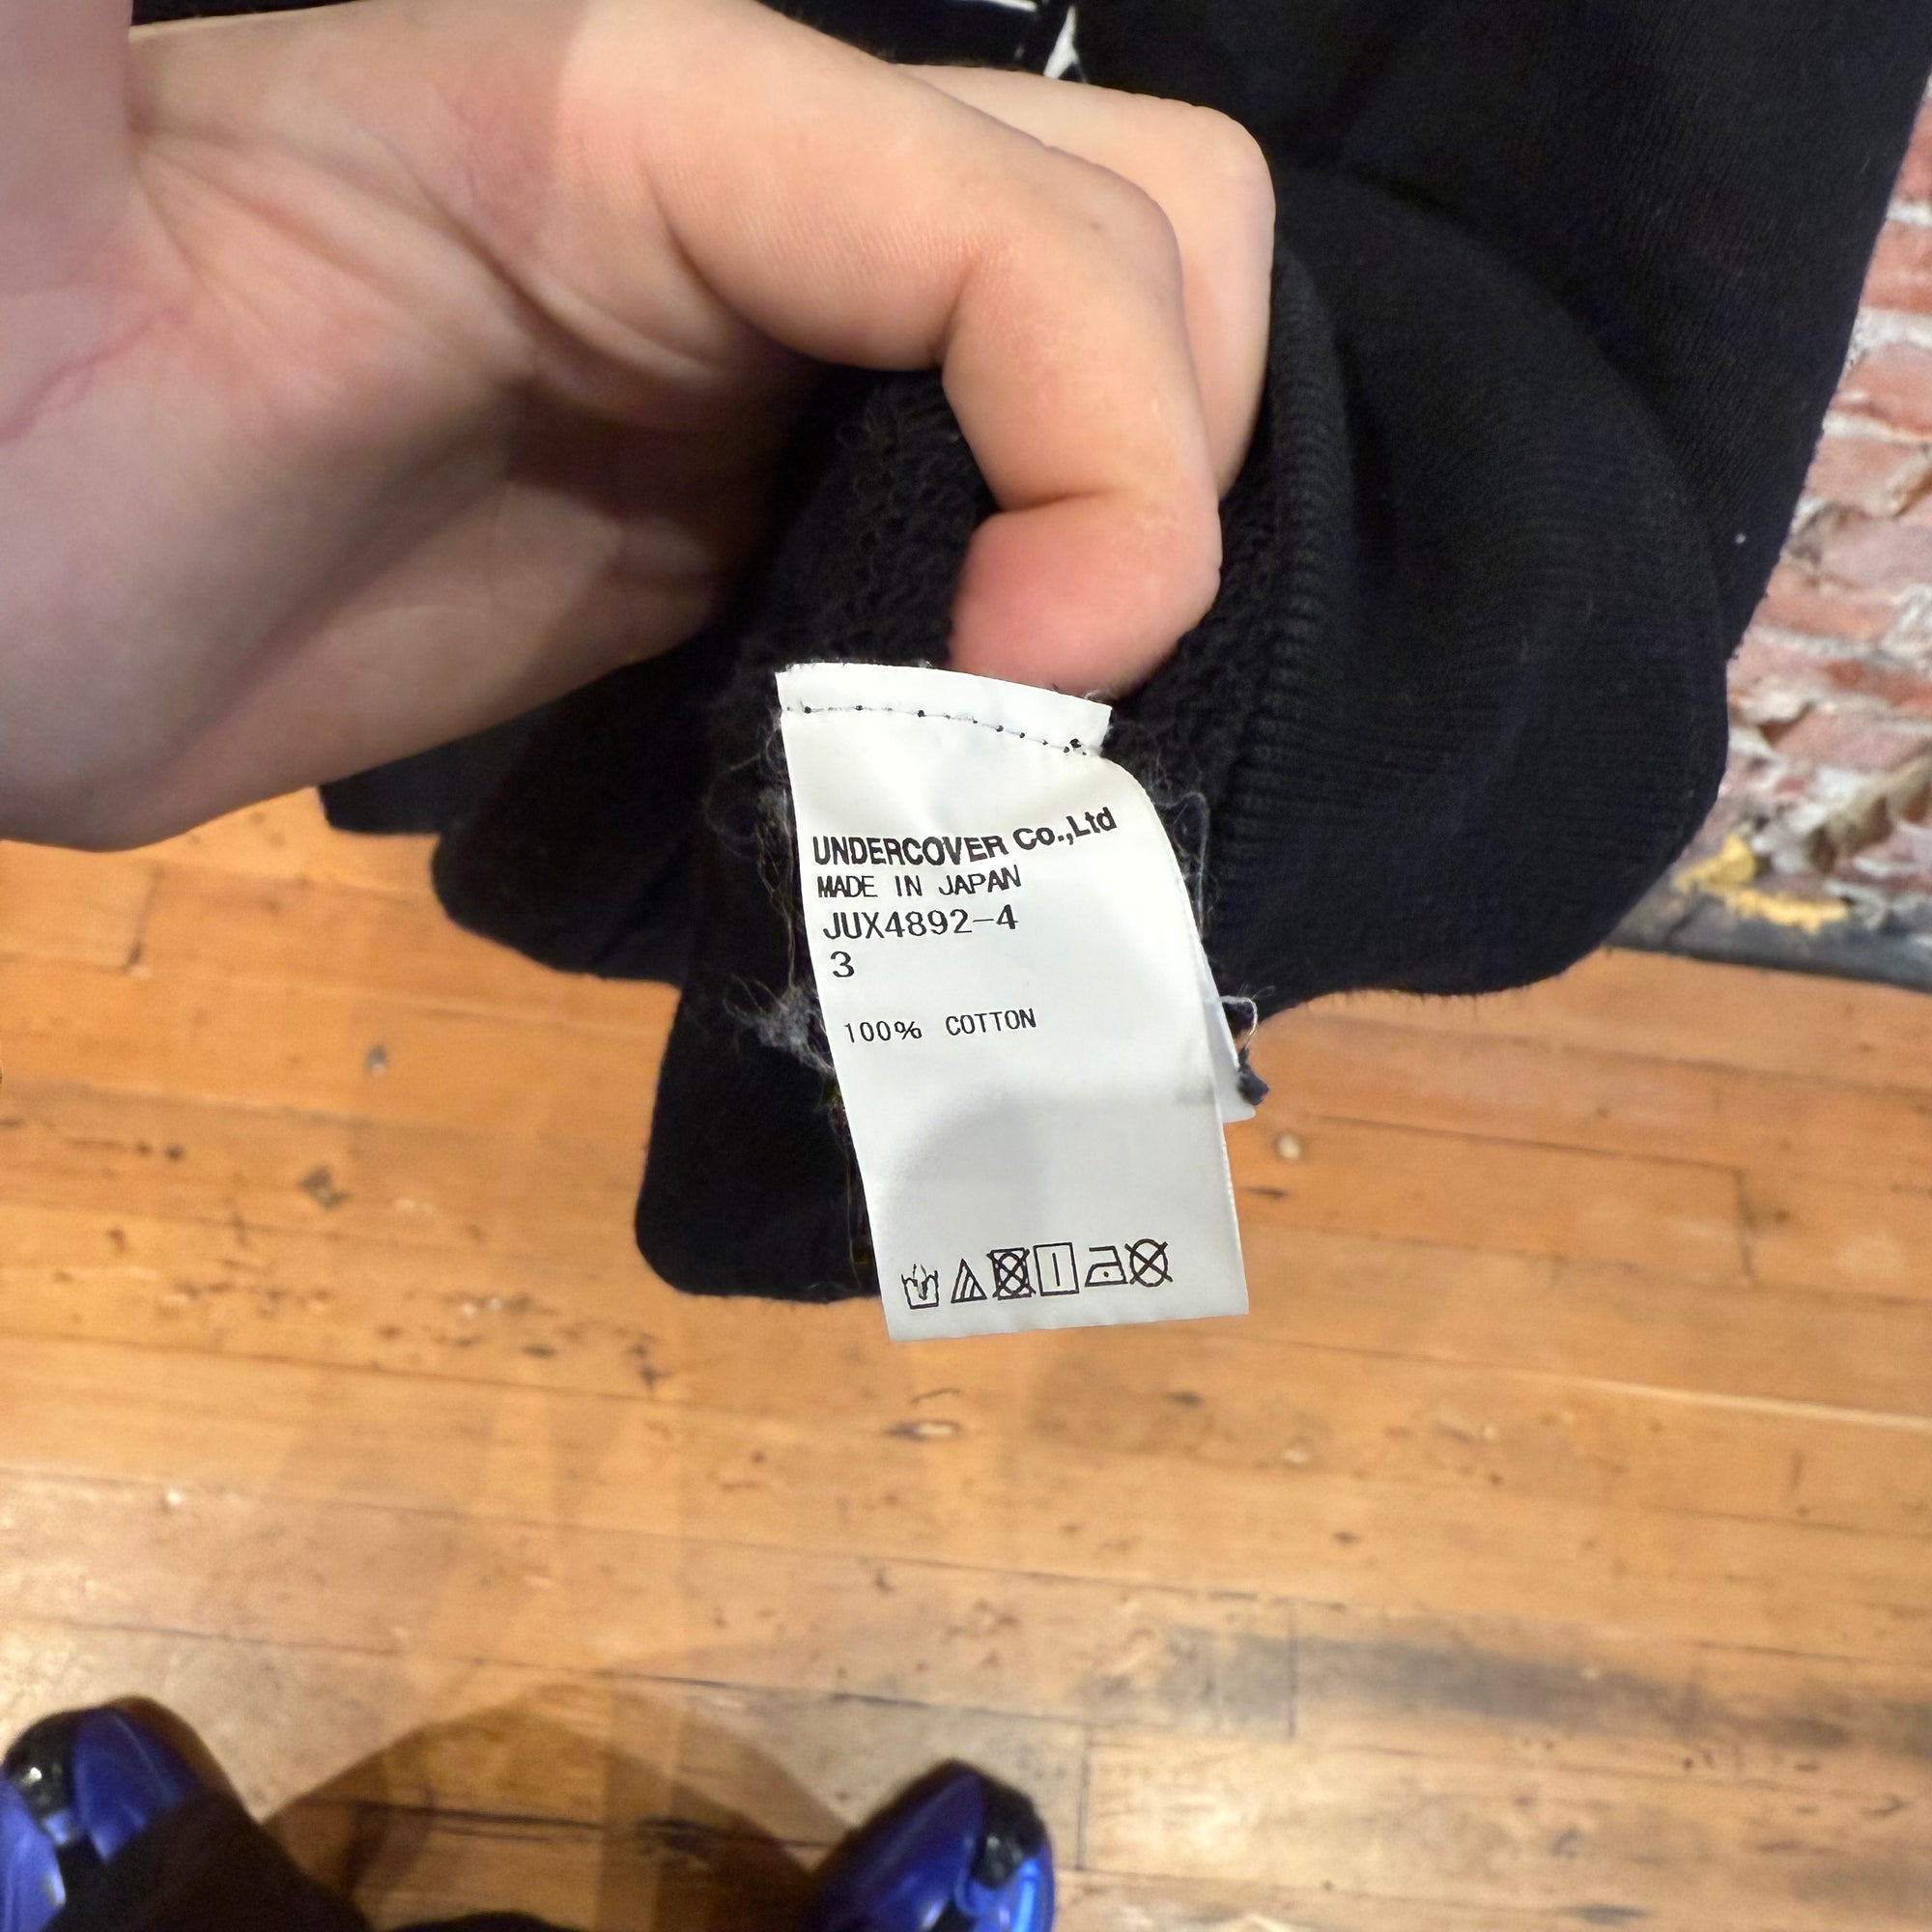 UNDERCOVER Co.,Ltd
MADE IN JAPAN
JUX4892-4
3
100% COTTON